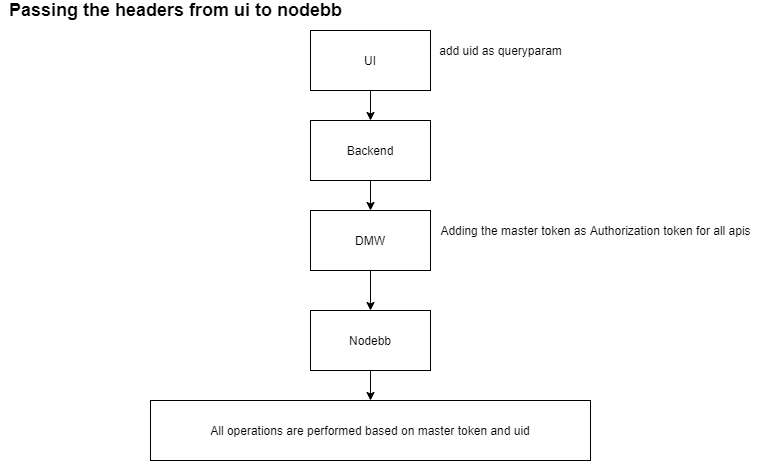 Passing the headers from ui to nodebb
UI
add uid as queryparam
Backend
DMW
Adding the master token as Authorization token for all apis
Nodebb
All operations are performed based on master token and uid